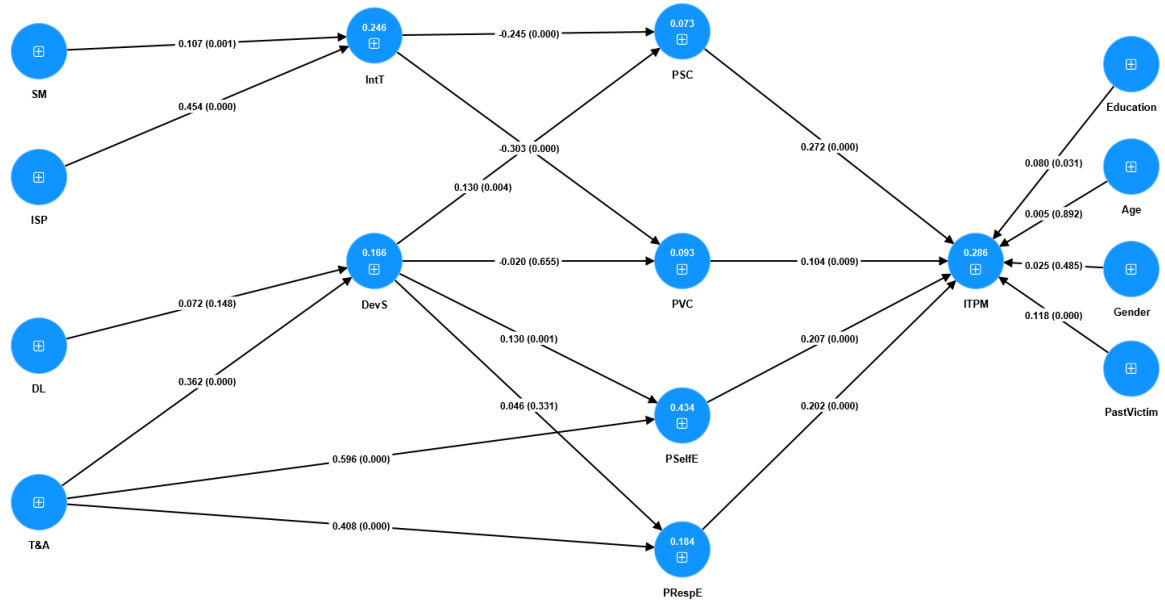 0.246
0.073
0.107 (0.001)
-0.245 (0.000)
SM
IntT
PSC
Education
0.454 (0.000)
0.272 (0.000)
-0.303 (0.000)
0.080 (0.031)
0.130 (0.004)
ISP
Age
0.005 (0.892)
0.166
0.093
0.286
-0.020 (0.655)
0.104 (0.009)
0.025 (0.485)
DevS
PVC
ITPM
Gender
0.072 (0.148)
0.118 (0.000)
0.130 (0.001)
0.207 (0.000)
DL
0.362 (0.000)
0.046 (0.331)
0.202 (0.000)
0.434
PastVictim
0.596 (0.000)
PSelfE
0.408 (0.000)
T&A
0.184
PRespE